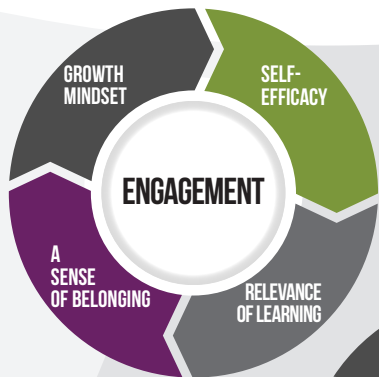 GROWTH
MINDSET
SELF-
EFFICACY
ENGAGEMENT
A
SENSE
OF BELONGING
RELEVANCE
OF LEARNING